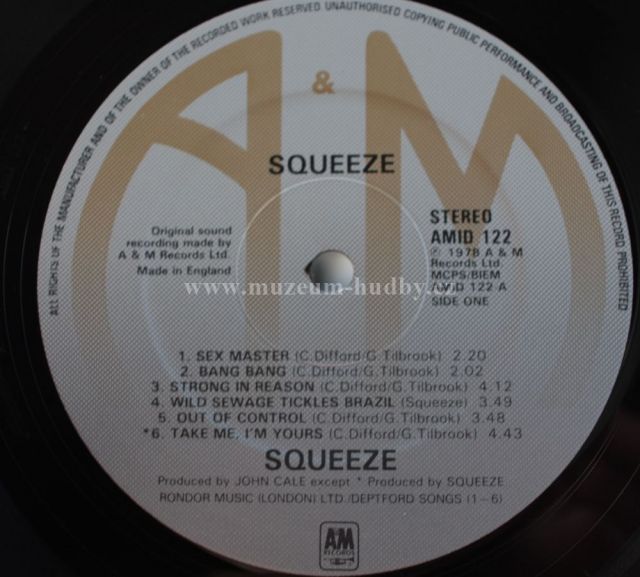 ALL RIGHTS OF THE MANUFACTURER AND OF THE OWNER OF THE RECORDED WORK RESERVED. UNAUTHORISED COPYING PUBLIC PERFORMANCE AND BROADCASTING OF THIS RECORD PROHIBITED
A & M
SQUEEZE
Original sound
recording made by
A & M Records Ltd.
Made in England
STEREO
AMID 122
℗ 1978 A & M
Records Ltd.
MCPS/BIEM
AMID 122 A
SIDE ONE
www.muzeum-hudby.cz
1. SEX MASTER (C.Difford/G.Tilbrook) 2.20
2. BANG BANG (C.Difford/G.Tilbrook) 2.02
3. STRONG IN REASON (C.Difford/G.Tilbrook) 4.12
4. WILD SEWAGE TICKLES BRAZIL (Squeeze) 3.49
5. OUT OF CONTROL (C.Difford/G.Tilbrook) 3.48
*6. TAKE ME, I'M YOURS (C.Difford/G.Tilbrook) 4.43
SQUEEZE
Produced by JOHN CALE except * Produced by SQUEEZE
RONDOR MUSIC (LONDON) LTD./DEPTFORD SONGS (1–6)
AM
RECORDS